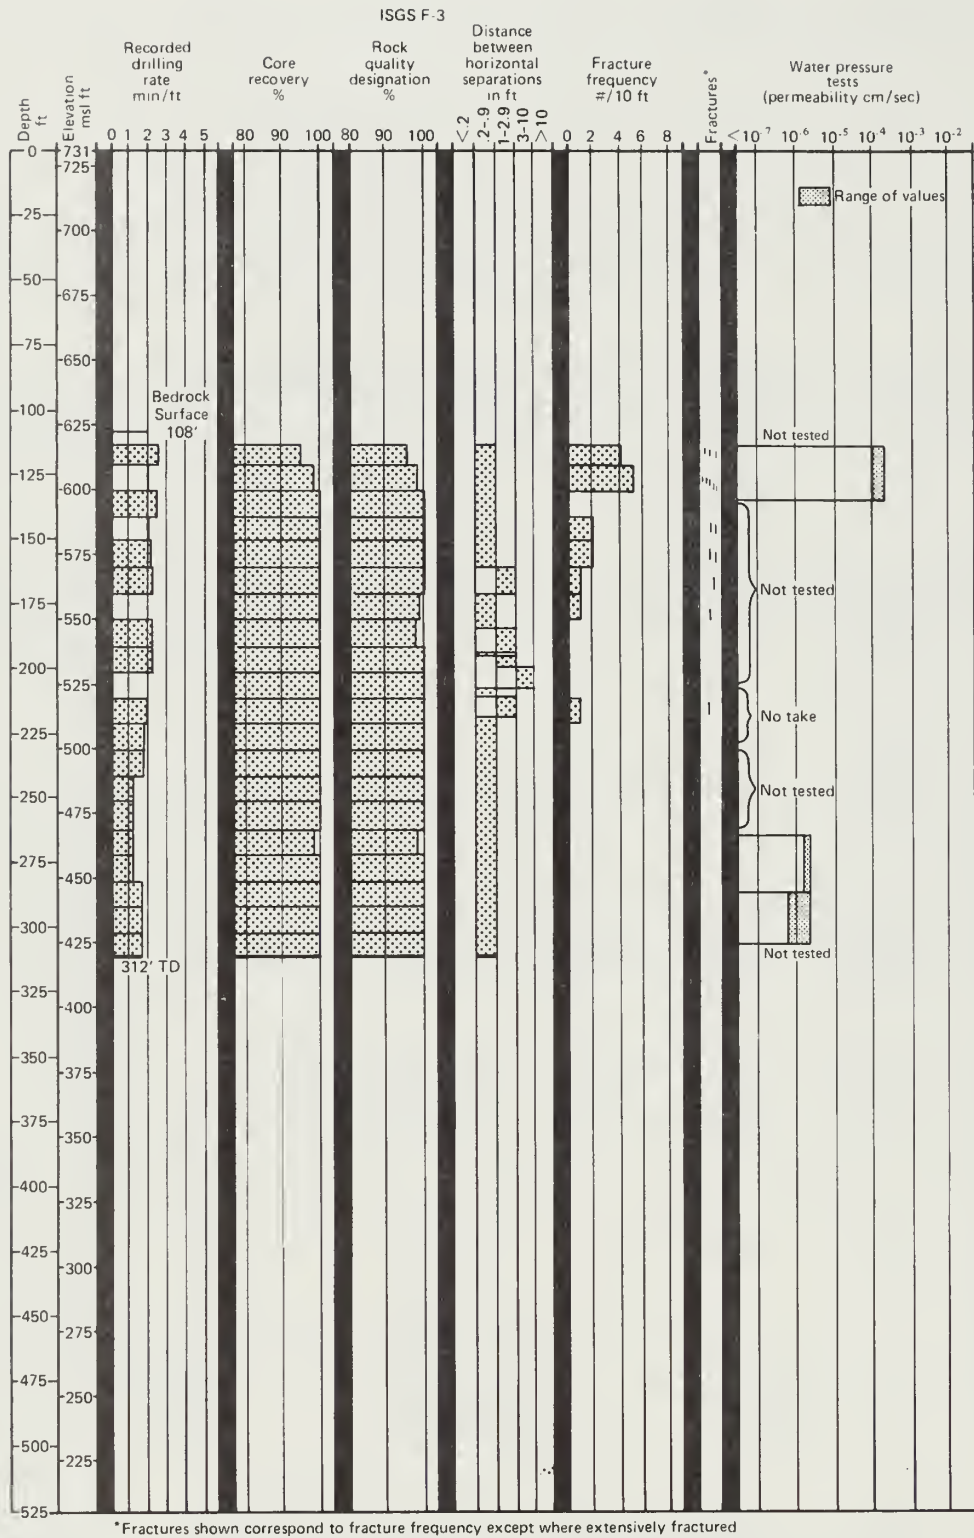 ISGS F-3
Depth
ft
Elevation
msl ft
Recorded
drilling
rate
min/ft
Core
recovery
%
Rock
quality
designation
%
Distance
between
horizontal
separations
in ft
Fracture
frequency
#/10 ft
Fractures*
Water pressure
tests
(permeability cm/sec)
0 1 2 3 4 5
80 90 100
80 90 100
<.2
.2-.9
1-2.9
3-10
>10
0 2 4 6 8
<10-7 10-6 10-5 10-4 10-3 10-2
0
25
50
75
100
125
150
175
200
225
250
275
300
325
350
375
400
425
450
475
500
525
731
725
700
675
650
625
600
575
550
525
500
475
450
425
400
375
350
325
300
275
250
225
Range of values
Bedrock
Surface
108'
Not tested
Not tested
No take
Not tested
Not tested
312' TD
*Fractures shown correspond to fracture frequency except where extensively fractured